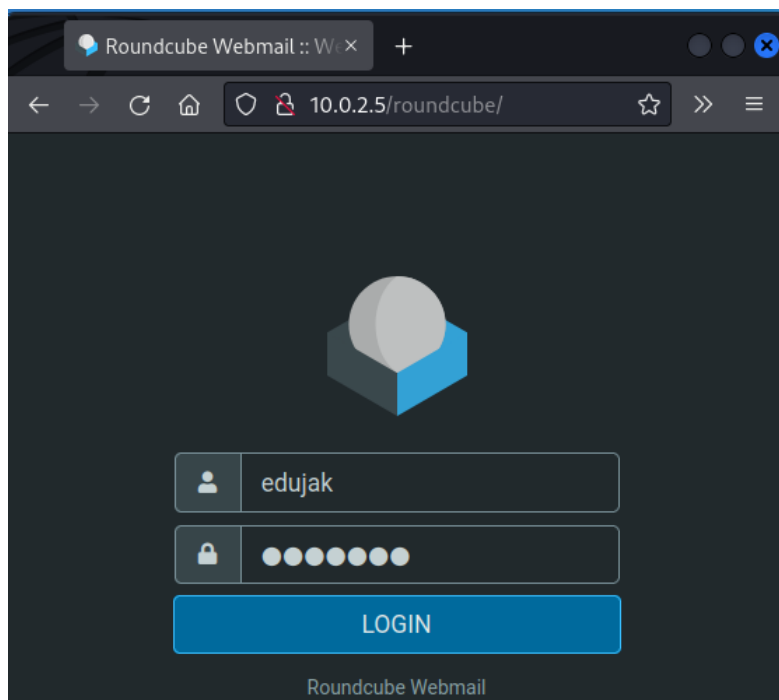 Roundcube Webmail :: We
10.0.2.5/roundcube/
edujak
LOGIN
Roundcube Webmail